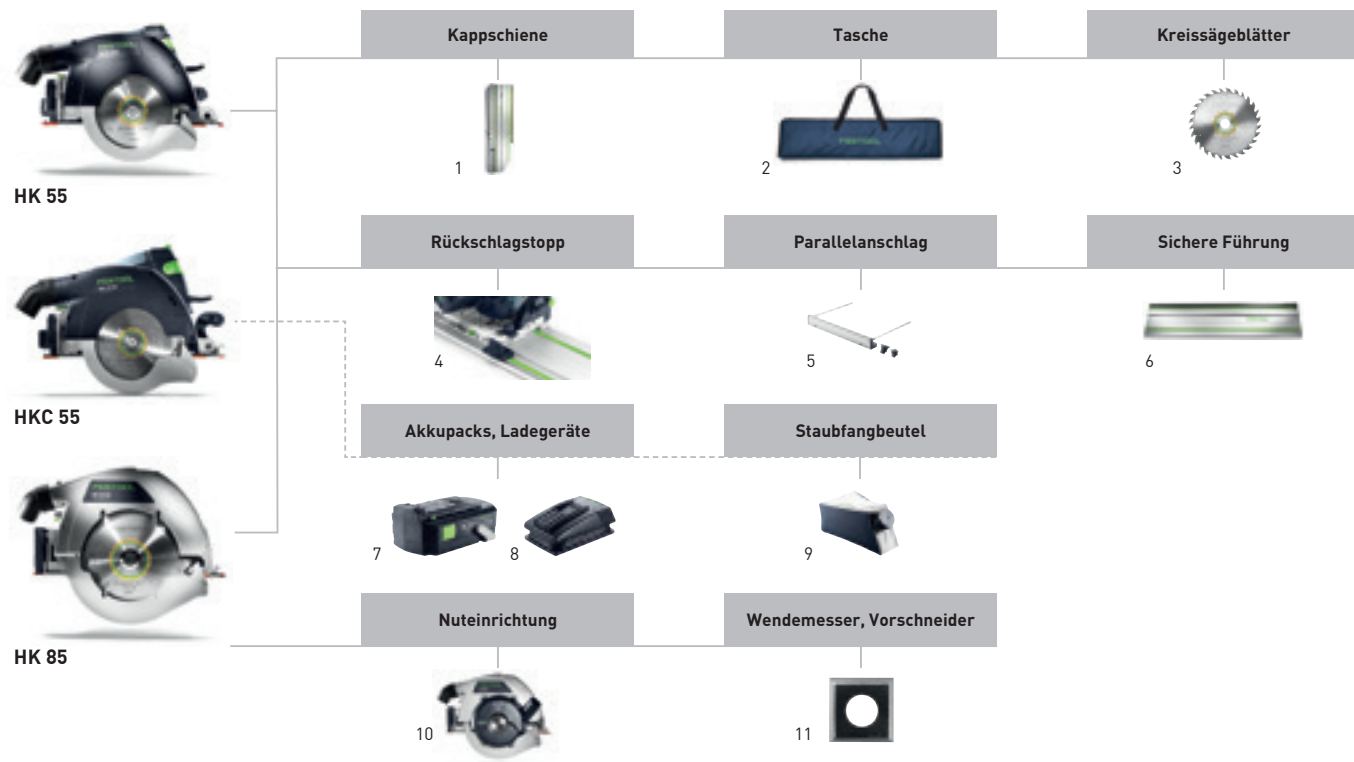 Kappschiene
Tasche
Kreissägeblätter
1
2
3
HK 55
Rückschlagstopp
Parallelanschlag
Sichere Führung
4
5
6
HKC 55
Akkupacks, Ladegeräte
Staubfangbeutel
7
8
9
HK 85
Nuteinrichtung
Wendemesser, Vorschneider
10
11
FESTOOL